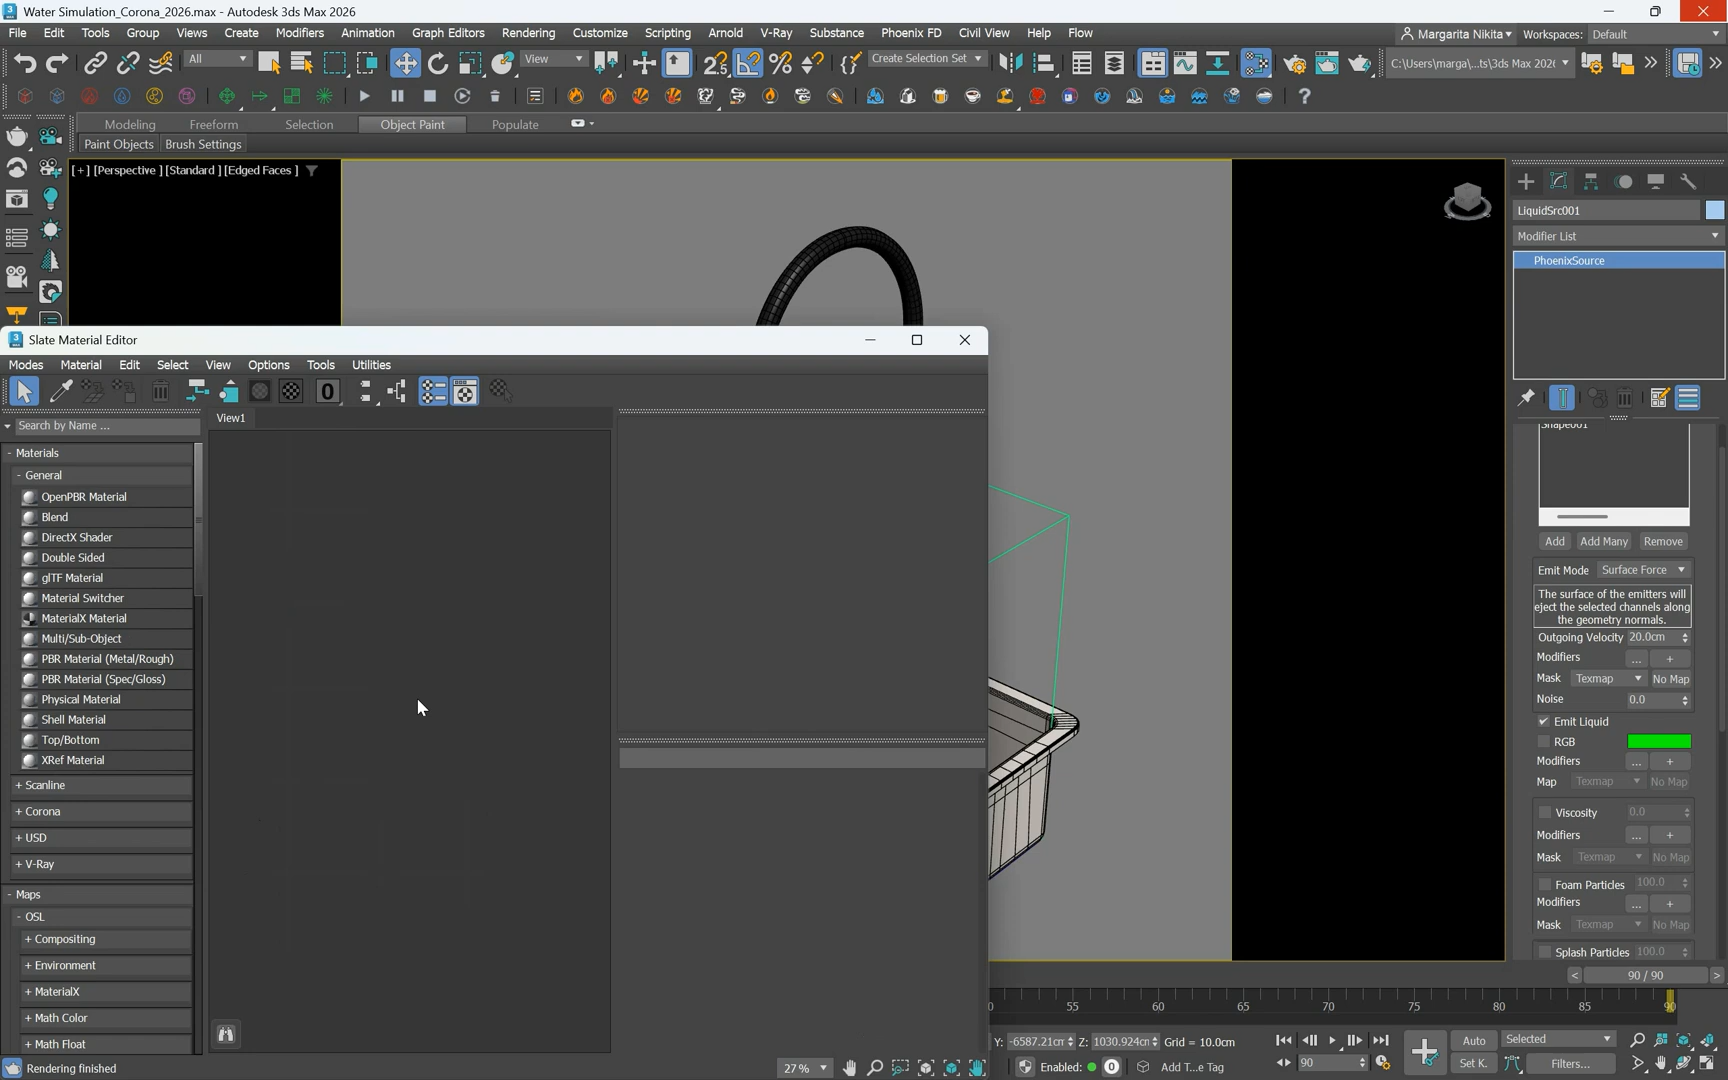 Water Simulation_Corona_2026.max - Autodesk 3ds Max 2026
File Edit Tools Group Views Create Modifiers Animation Graph Editors Rendering Customize Scripting Arnold V-Ray Substance Phoenix FD Civil View Help Flow
Margarita Nikita
Workspaces: Default
All
View
Create Selection Set
C:\Users\marga\...ts\3ds Max 202
Modeling Freeform Selection Object Paint Populate
Paint Objects Brush Settings
[+] [Perspective ] [Standard ] [Edged Faces ]
LiquidSrc001
Modifier List
PhoenixSource
Slate Material Editor
Modes Material Edit Select View Options Tools Utilities
0
View1
Search by Name ...
- Materials
- General
OpenPBR Material
Blend
DirectX Shader
Double Sided
glTF Material
Material Switcher
MaterialX Material
Multi/Sub-Object
PBR Material (Metal/Rough)
PBR Material (Spec/Gloss)
Physical Material
Shell Material
Top/Bottom
XRef Material
+ Scanline
+ Corona
+ USD
+ V-Ray
- Maps
- OSL
+ Compositing
+ Environment
+ MaterialX
+ Math Color
+ Math Float
Rendering finished
27 %
Shape001
Add Add Many Remove
Emit Mode Surface Force
The surface of the emitters will
eject the selected channels along
the geometry normals.
Outgoing Velocity 20.0cm
Modifiers ... +
Mask Texmap No Map
Noise 0.0
Emit Liquid
RGB
Modifiers ... +
Map Texmap No Map
Viscosity 0.0
Modifiers ... +
Mask Texmap No Map
Foam Particles 100.0
Modifiers ... +
Mask Texmap No Map
Splash Particles 100.0
< 90 / 90 >
0 55 60 65 70 75 80 85 90
Y: -6587.21cm Z: 1030.924cm Grid = 10.0cm
Enabled: 0 Add T...e Tag
Auto Selected
90
Set K. Filters...